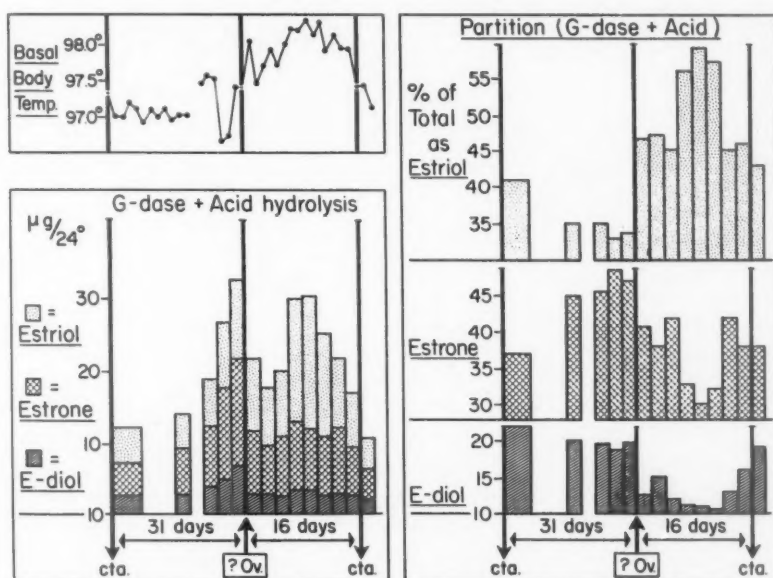 Basal
Body
Temp.
98.0°
97.5°
97.0°
G-dase + Acid hydrolysis
µg/24°
= Estriol
= Estrone
= E-diol
30
20
10
10
31 days
16 days
cta.
? Ov.
cta.
Partition (G-dase + Acid)
% of
Total
as
Estriol
55
50
45
40
35
Estrone
45
40
35
30
E-diol
20
15
10
31 days
16 days
cta.
? Ov.
cta.